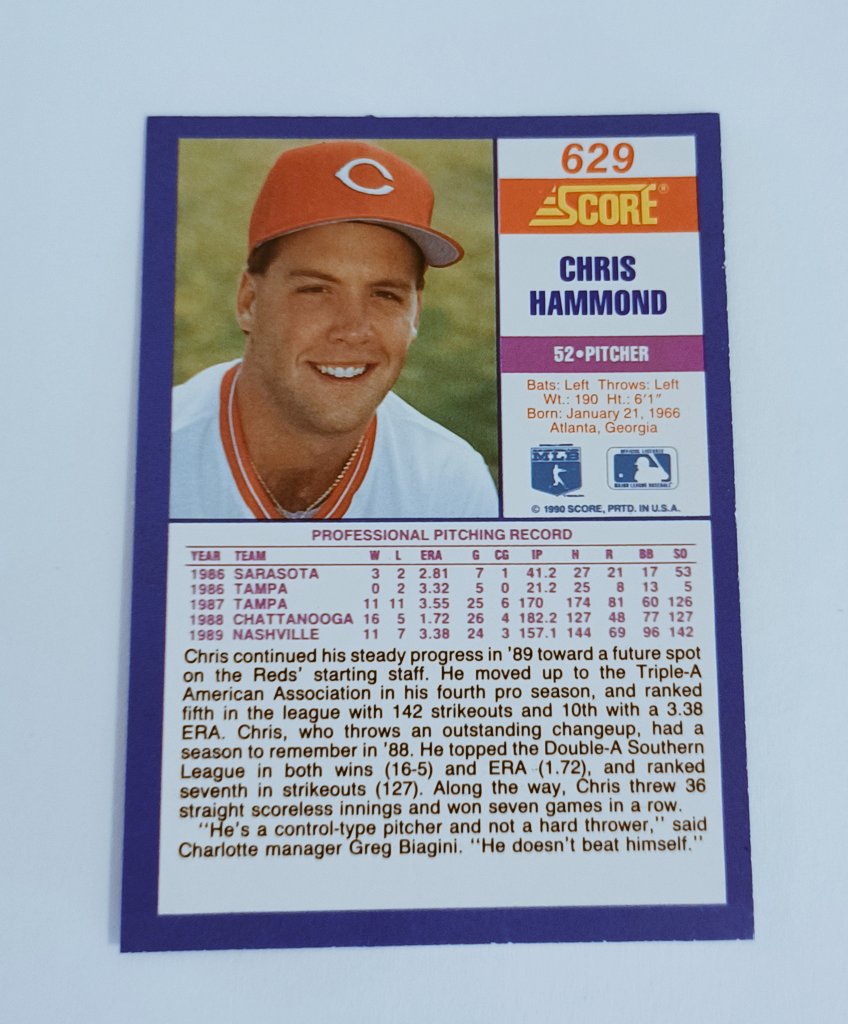 C
629
SCORE®
CHRIS
HAMMOND
52•PITCHER
Bats: Left Throws: Left
Wt.: 190 Ht.: 6'1"
Born: January 21, 1966
Atlanta, Georgia
MLB
MAJOR LEAGUE BASEBALL
© 1990 SCORE, PRTD. IN U.S.A.
PROFESSIONAL PITCHING RECORD
YEAR TEAM W L ERA G CG IP H R BB SO
1986 SARASOTA 3 2 2.81 7 1 41.2 27 21 17 53
1986 TAMPA 0 2 3.32 5 0 21.2 25 8 13 5
1987 TAMPA 11 11 3.55 25 6 170 174 81 60 126
1988 CHATTANOOGA 16 5 1.72 26 4 182.2 127 48 77 127
1989 NASHVILLE 11 7 3.38 24 3 157.1 144 69 96 142
Chris continued his steady progress in '89 toward a future spot
on the Reds' starting staff. He moved up to the Triple-A
American Association in his fourth pro season, and ranked
fifth in the league with 142 strikeouts and 10th with a 3.38
ERA. Chris, who throws an outstanding changeup, had a
season to remember in '88. He topped the Double-A Southern
League in both wins (16-5) and ERA (1.72), and ranked
seventh in strikeouts (127). Along the way, Chris threw 36
straight scoreless innings and won seven games in a row.
"He's a control-type pitcher and not a hard thrower," said
Charlotte manager Greg Biagini. "He doesn't beat himself."